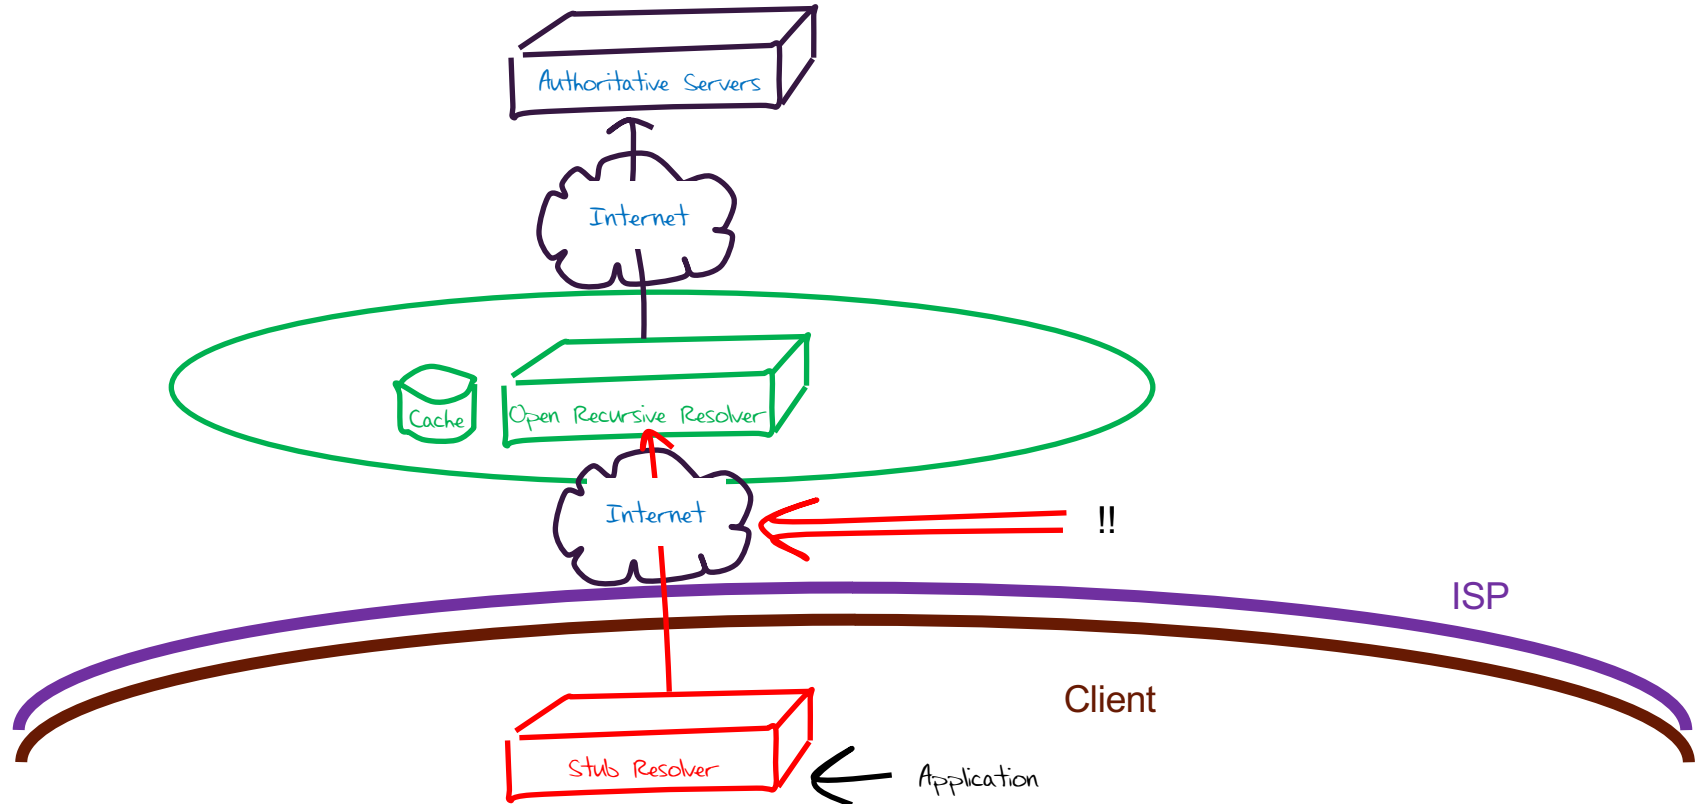 Authoritative Servers
Internet
Cache
Open Recursive Resolver
Internet
!!
ISP
Client
Stub Resolver
Application